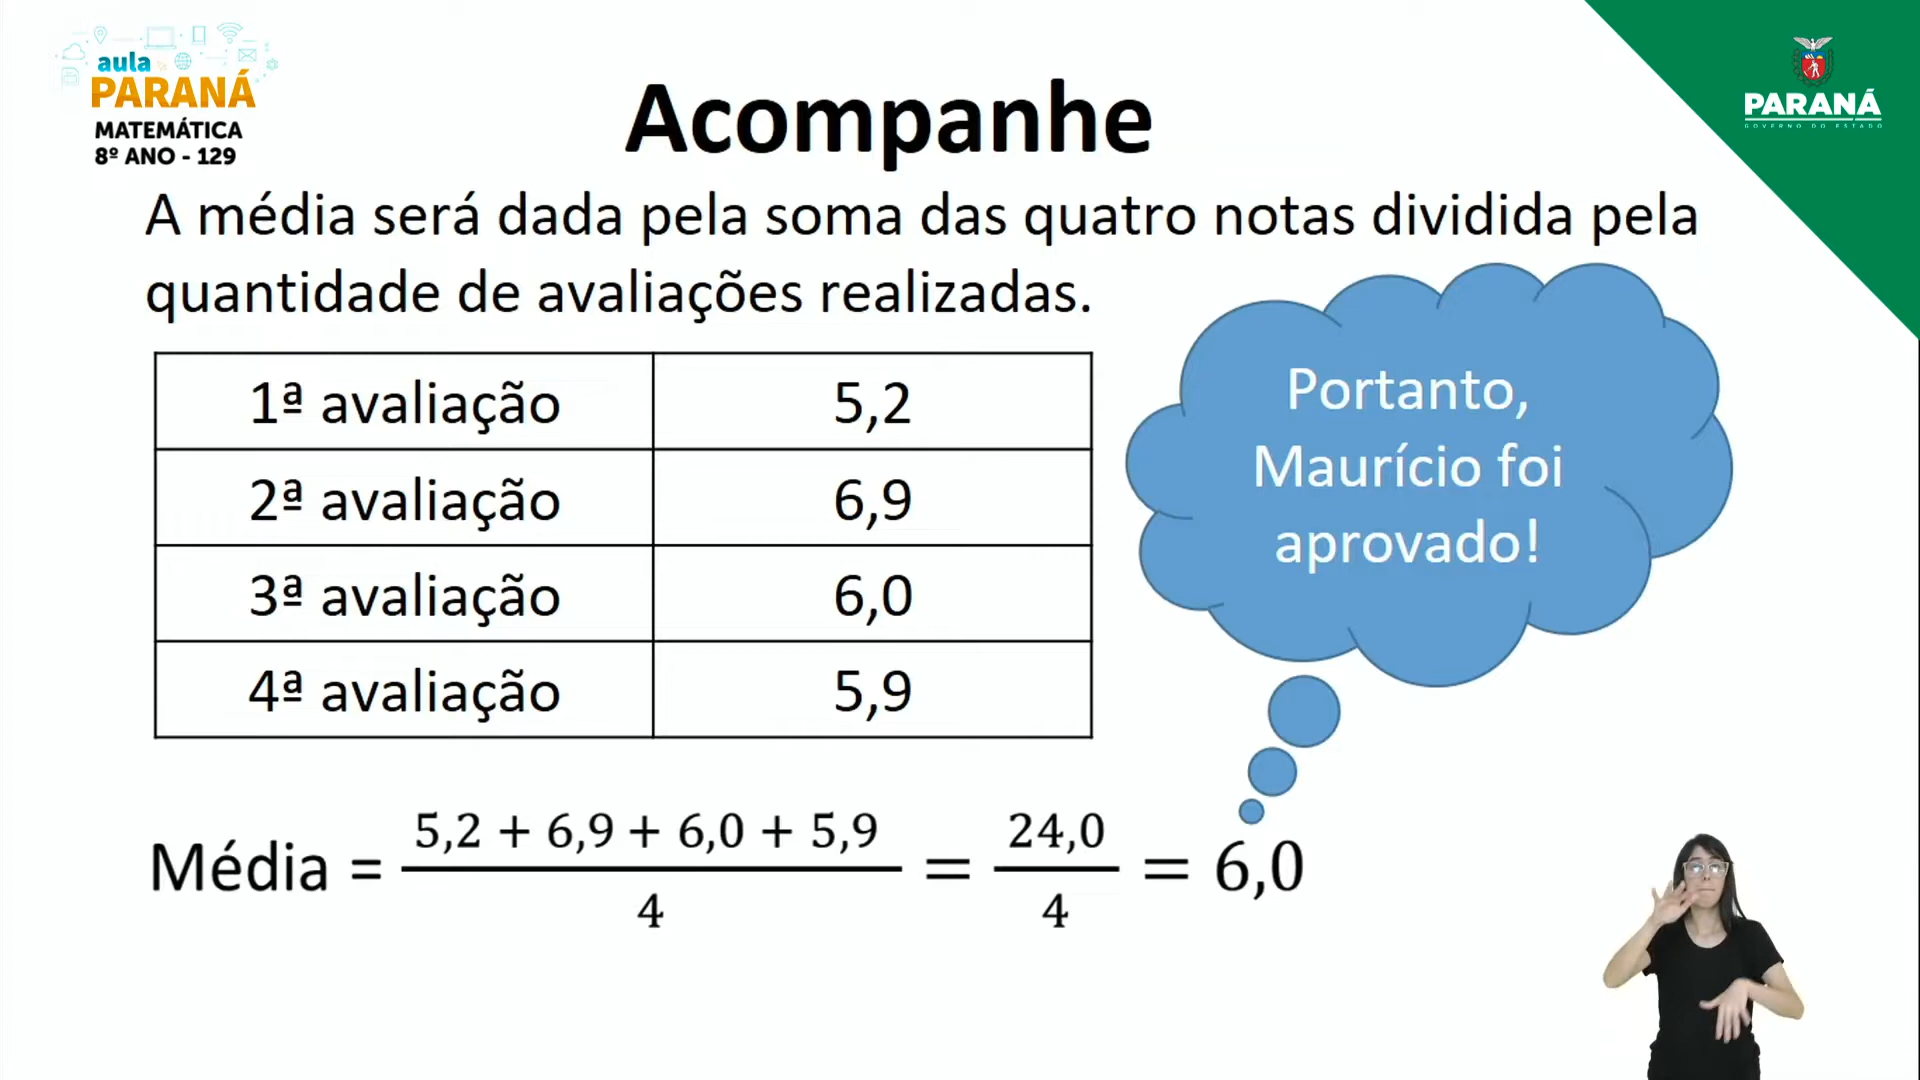 aula
PARANÁ
MATEMÁTICA
8º ANO - 129
PARANÁ
GOVERNO DO ESTADO
Acompanhe
A média será dada pela soma das quatro notas dividida pela
quantidade de avaliações realizadas.
1ª avaliação 5,2
2ª avaliação 6,9
3ª avaliação 6,0
4ª avaliação 5,9
Portanto,
Maurício foi
aprovado!
Média = (5,2 + 6,9 + 6,0 + 5,9)/4 = 24,0/4 = 6,0